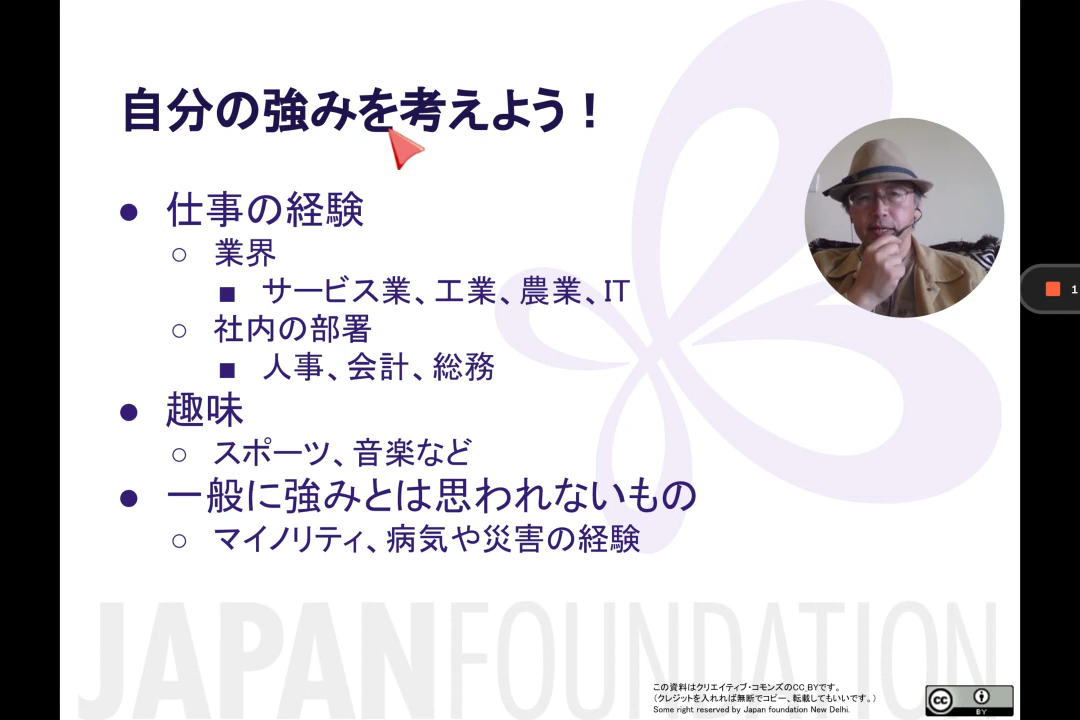 自分の強みを考えよう！
● 仕事の経験
○ 業界
■ サービス業、工業、農業、IT
○ 社内の部署
■ 人事、会計、総務
● 趣味
○ スポーツ、音楽など
● 一般に強みとは思われないもの
○ マイノリティ、病気や災害の経験
1
JAPANFOUNDATION
この資料はクリエイティブ・コモンズのCC BYです。
（クレジットを入れれば無断でコピー、転載してもいいです。）
Some right reserved by Japan foundation New Delhi.
cc
BY